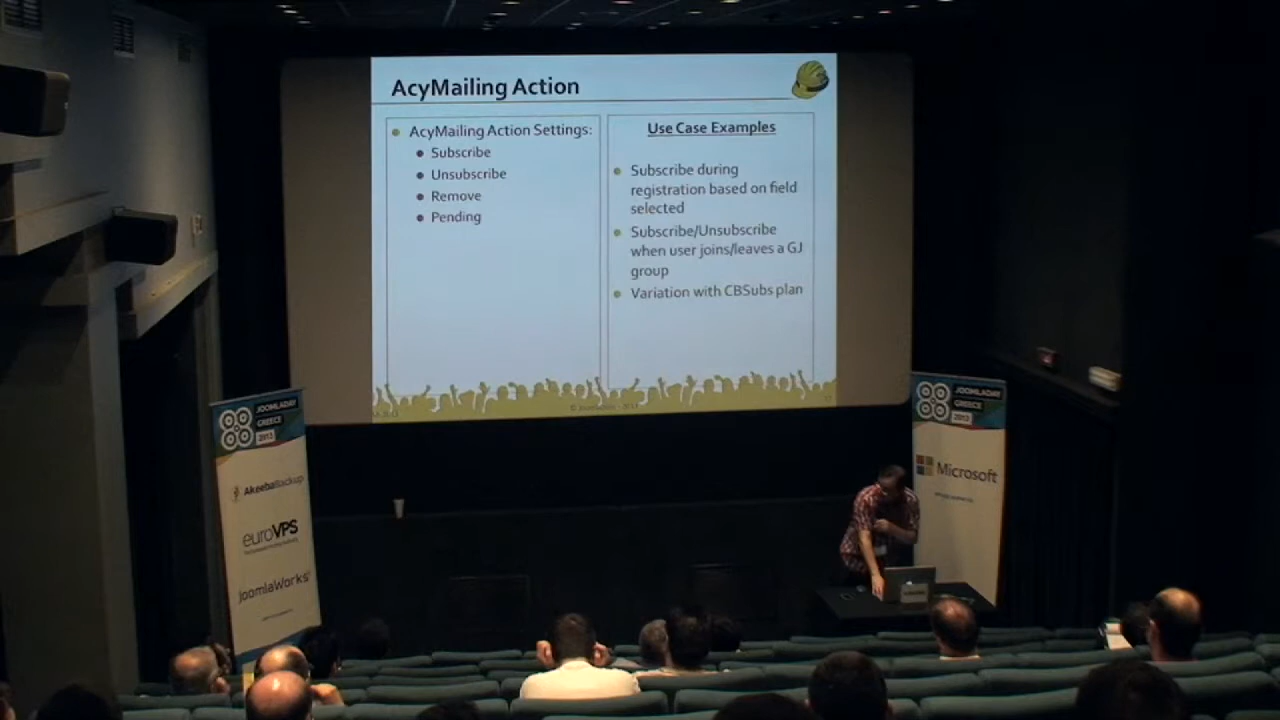 AcyMailing Action
AcyMailing Action Settings:
Subscribe
Unsubscribe
Remove
Pending
Use Case Examples
Subscribe during
registration based on field
selected
Subscribe/Unsubscribe
when user joins/leaves a GJ
group
Variation with CBSubs plan
JOOMLADAY
GREECE
2013
AkeebaBackup
euroVPS
JoomlaWorks
JOOMLADAY
GREECE
2013
Microsoft